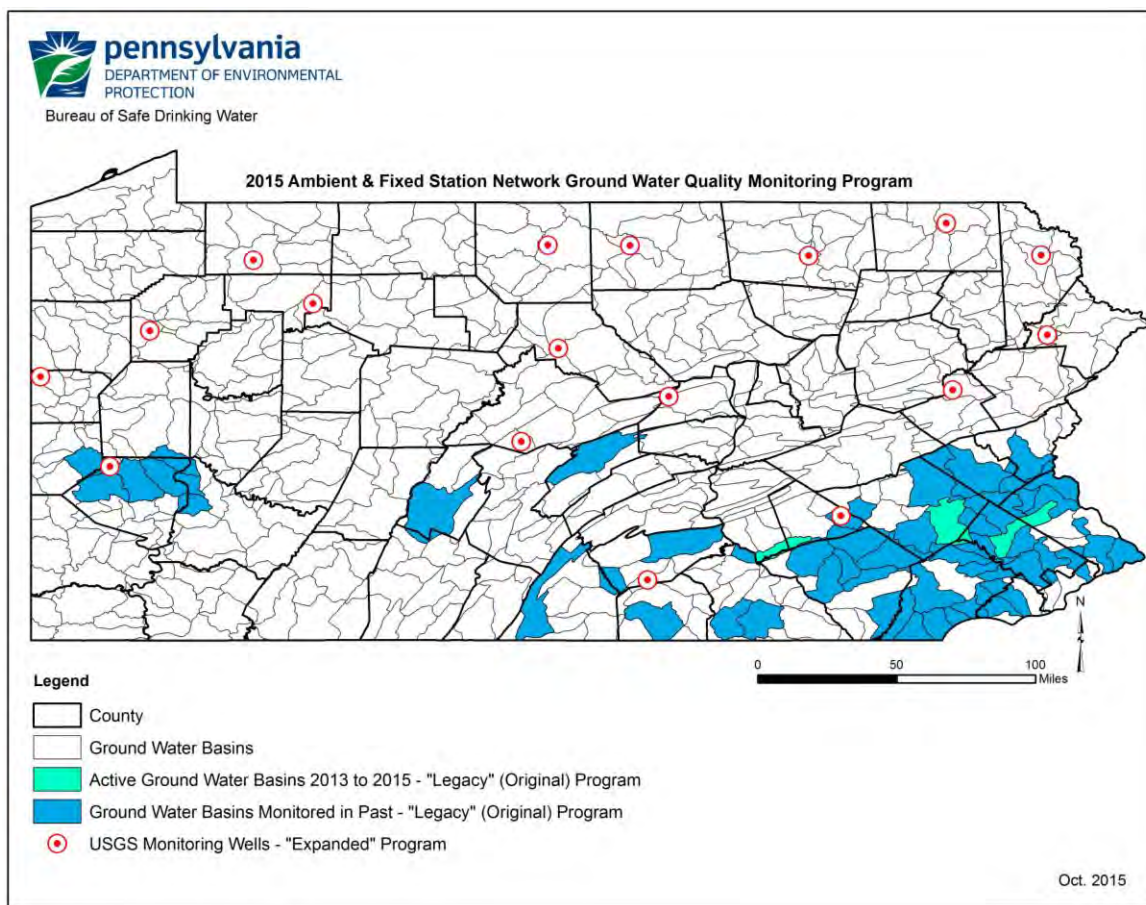 pennsylvania
DEPARTMENT OF ENVIRONMENTAL
PROTECTION
Bureau of Safe Drinking Water
2015 Ambient & Fixed Station Network Ground Water Quality Monitoring Program
N
0 50 100
Miles
Legend
County
Ground Water Basins
Active Ground Water Basins 2013 to 2015 - "Legacy" (Original) Program
Ground Water Basins Monitored in Past - "Legacy" (Original) Program
USGS Monitoring Wells - "Expanded" Program
Oct. 2015